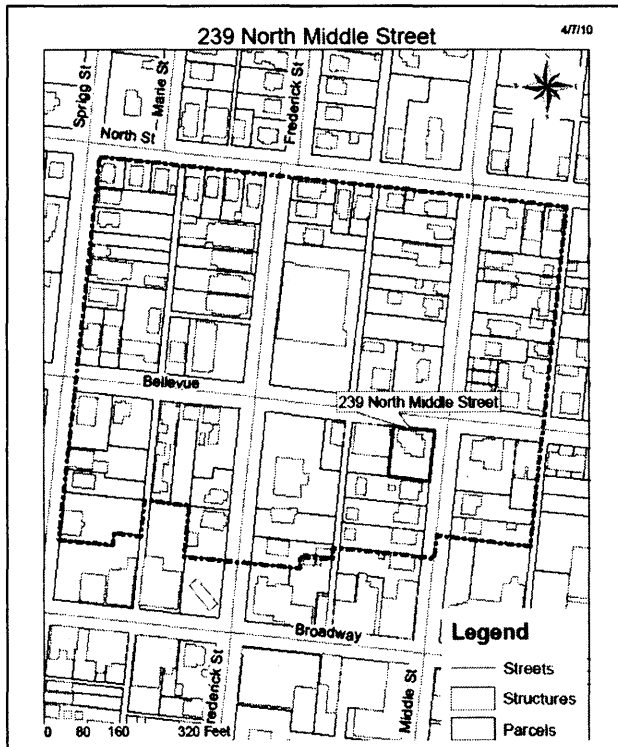 239 North Middle Street
4/7/10
Sprigg St
Marie St
Frederick St
North St
Bellevue
239 North Middle Street
Broadway
Frederick St
Middle St
Legend
Streets
Structures
Parcels
0 80 160 320 Feet